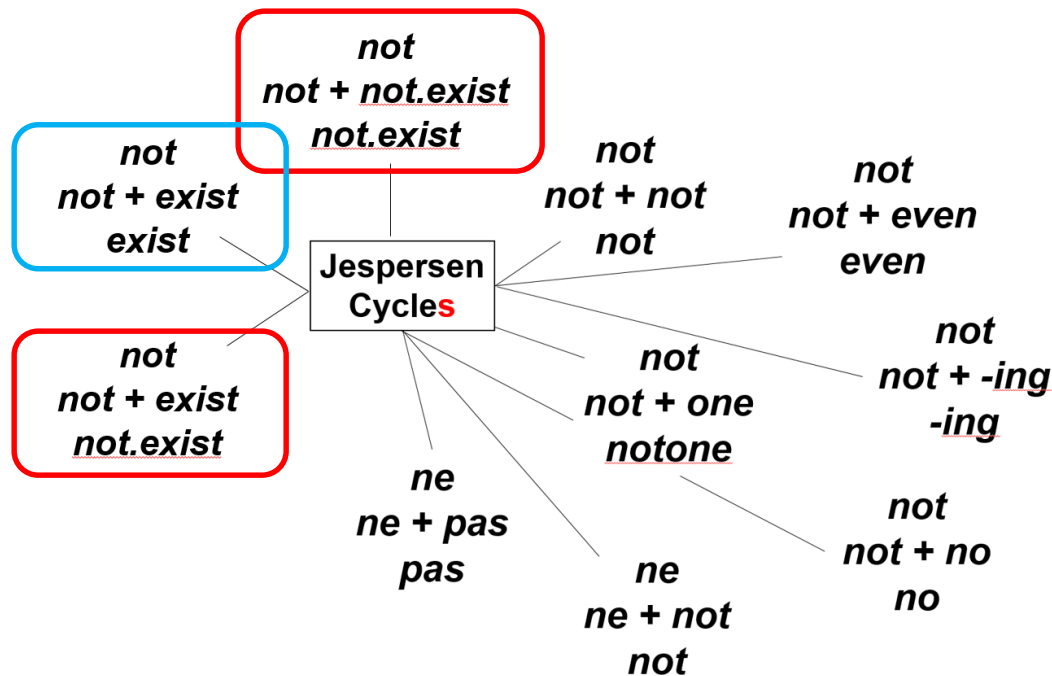 not
not + not.exist
not.exist
not
not + exist
exist
not
not + not
not
not
not + even
even
Jespersen
Cycles
not
not + exist
not.exist
not
not + one
notone
not
not + -ing
-ing
ne
ne + pas
pas
not
not + no
no
ne
ne + not
not